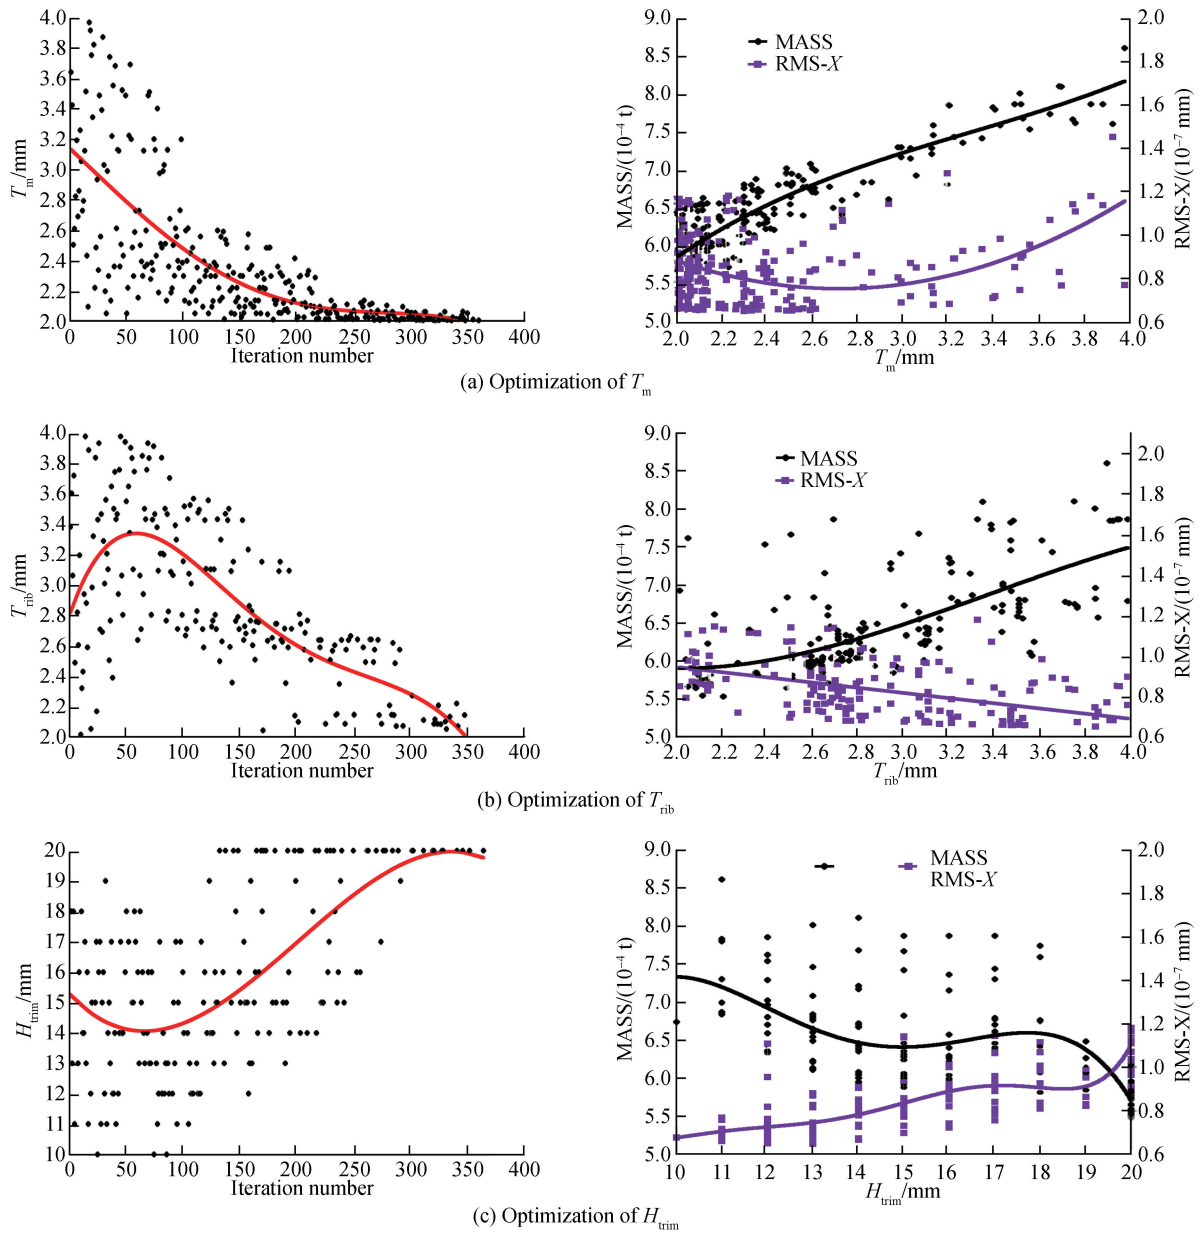 4.0
3.8
3.6
3.4
3.2
3.0
2.8
2.6
2.4
2.2
2.0
Tm/mm
0 50 100 150 200 250 300 350 400
Iteration number
9.0
8.5
8.0
7.5
7.0
6.5
6.0
5.5
5.0
MASS/(10⁻⁴ t)
MASS
RMS-X
2.0
1.8
1.6
1.4
1.2
1.0
0.8
0.6
RMS-X/(10⁻⁷ mm)
2.0 2.2 2.4 2.6 2.8 3.0 3.2 3.4 3.6 3.8 4.0
Tm/mm
(a) Optimization of Tm
4.0
3.8
3.6
3.4
3.2
3.0
2.8
2.6
2.4
2.2
2.0
Trib/mm
0 50 100 150 200 250 300 350 400
Iteration number
9.0
8.5
8.0
7.5
7.0
6.5
6.0
5.5
5.0
MASS/(10⁻⁴ t)
MASS
RMS-X
2.0
1.8
1.6
1.4
1.2
1.0
0.8
0.6
RMS-X/(10⁻⁷ mm)
2.0 2.2 2.4 2.6 2.8 3.0 3.2 3.4 3.6 3.8 4.0
Trib/mm
(b) Optimization of Trib
20
19
18
17
16
15
14
13
12
11
10
Htrim/mm
0 50 100 150 200 250 300 350 400
Iteration number
9.0
8.5
8.0
7.5
7.0
6.5
6.0
5.5
5.0
MASS/(10⁻⁴ t)
MASS
RMS-X
2.0
1.8
1.6
1.4
1.2
1.0
0.8
0.6
RMS-X/(10⁻⁷ mm)
10 11 12 13 14 15 16 17 18 19 20
Htrim/mm
(c) Optimization of Htrim